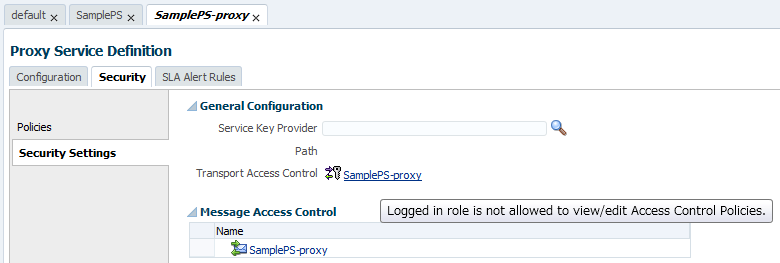 default SamplePS SamplePS-proxy
Proxy Service Definition
Configuration Security SLA Alert Rules
General Configuration
Policies
Security Settings
Service Key Provider
Path
Transport Access Control SamplePS-proxy
Logged in role is not allowed to view/edit Access Control Policies.
Message Access Control
Name
SamplePS-proxy